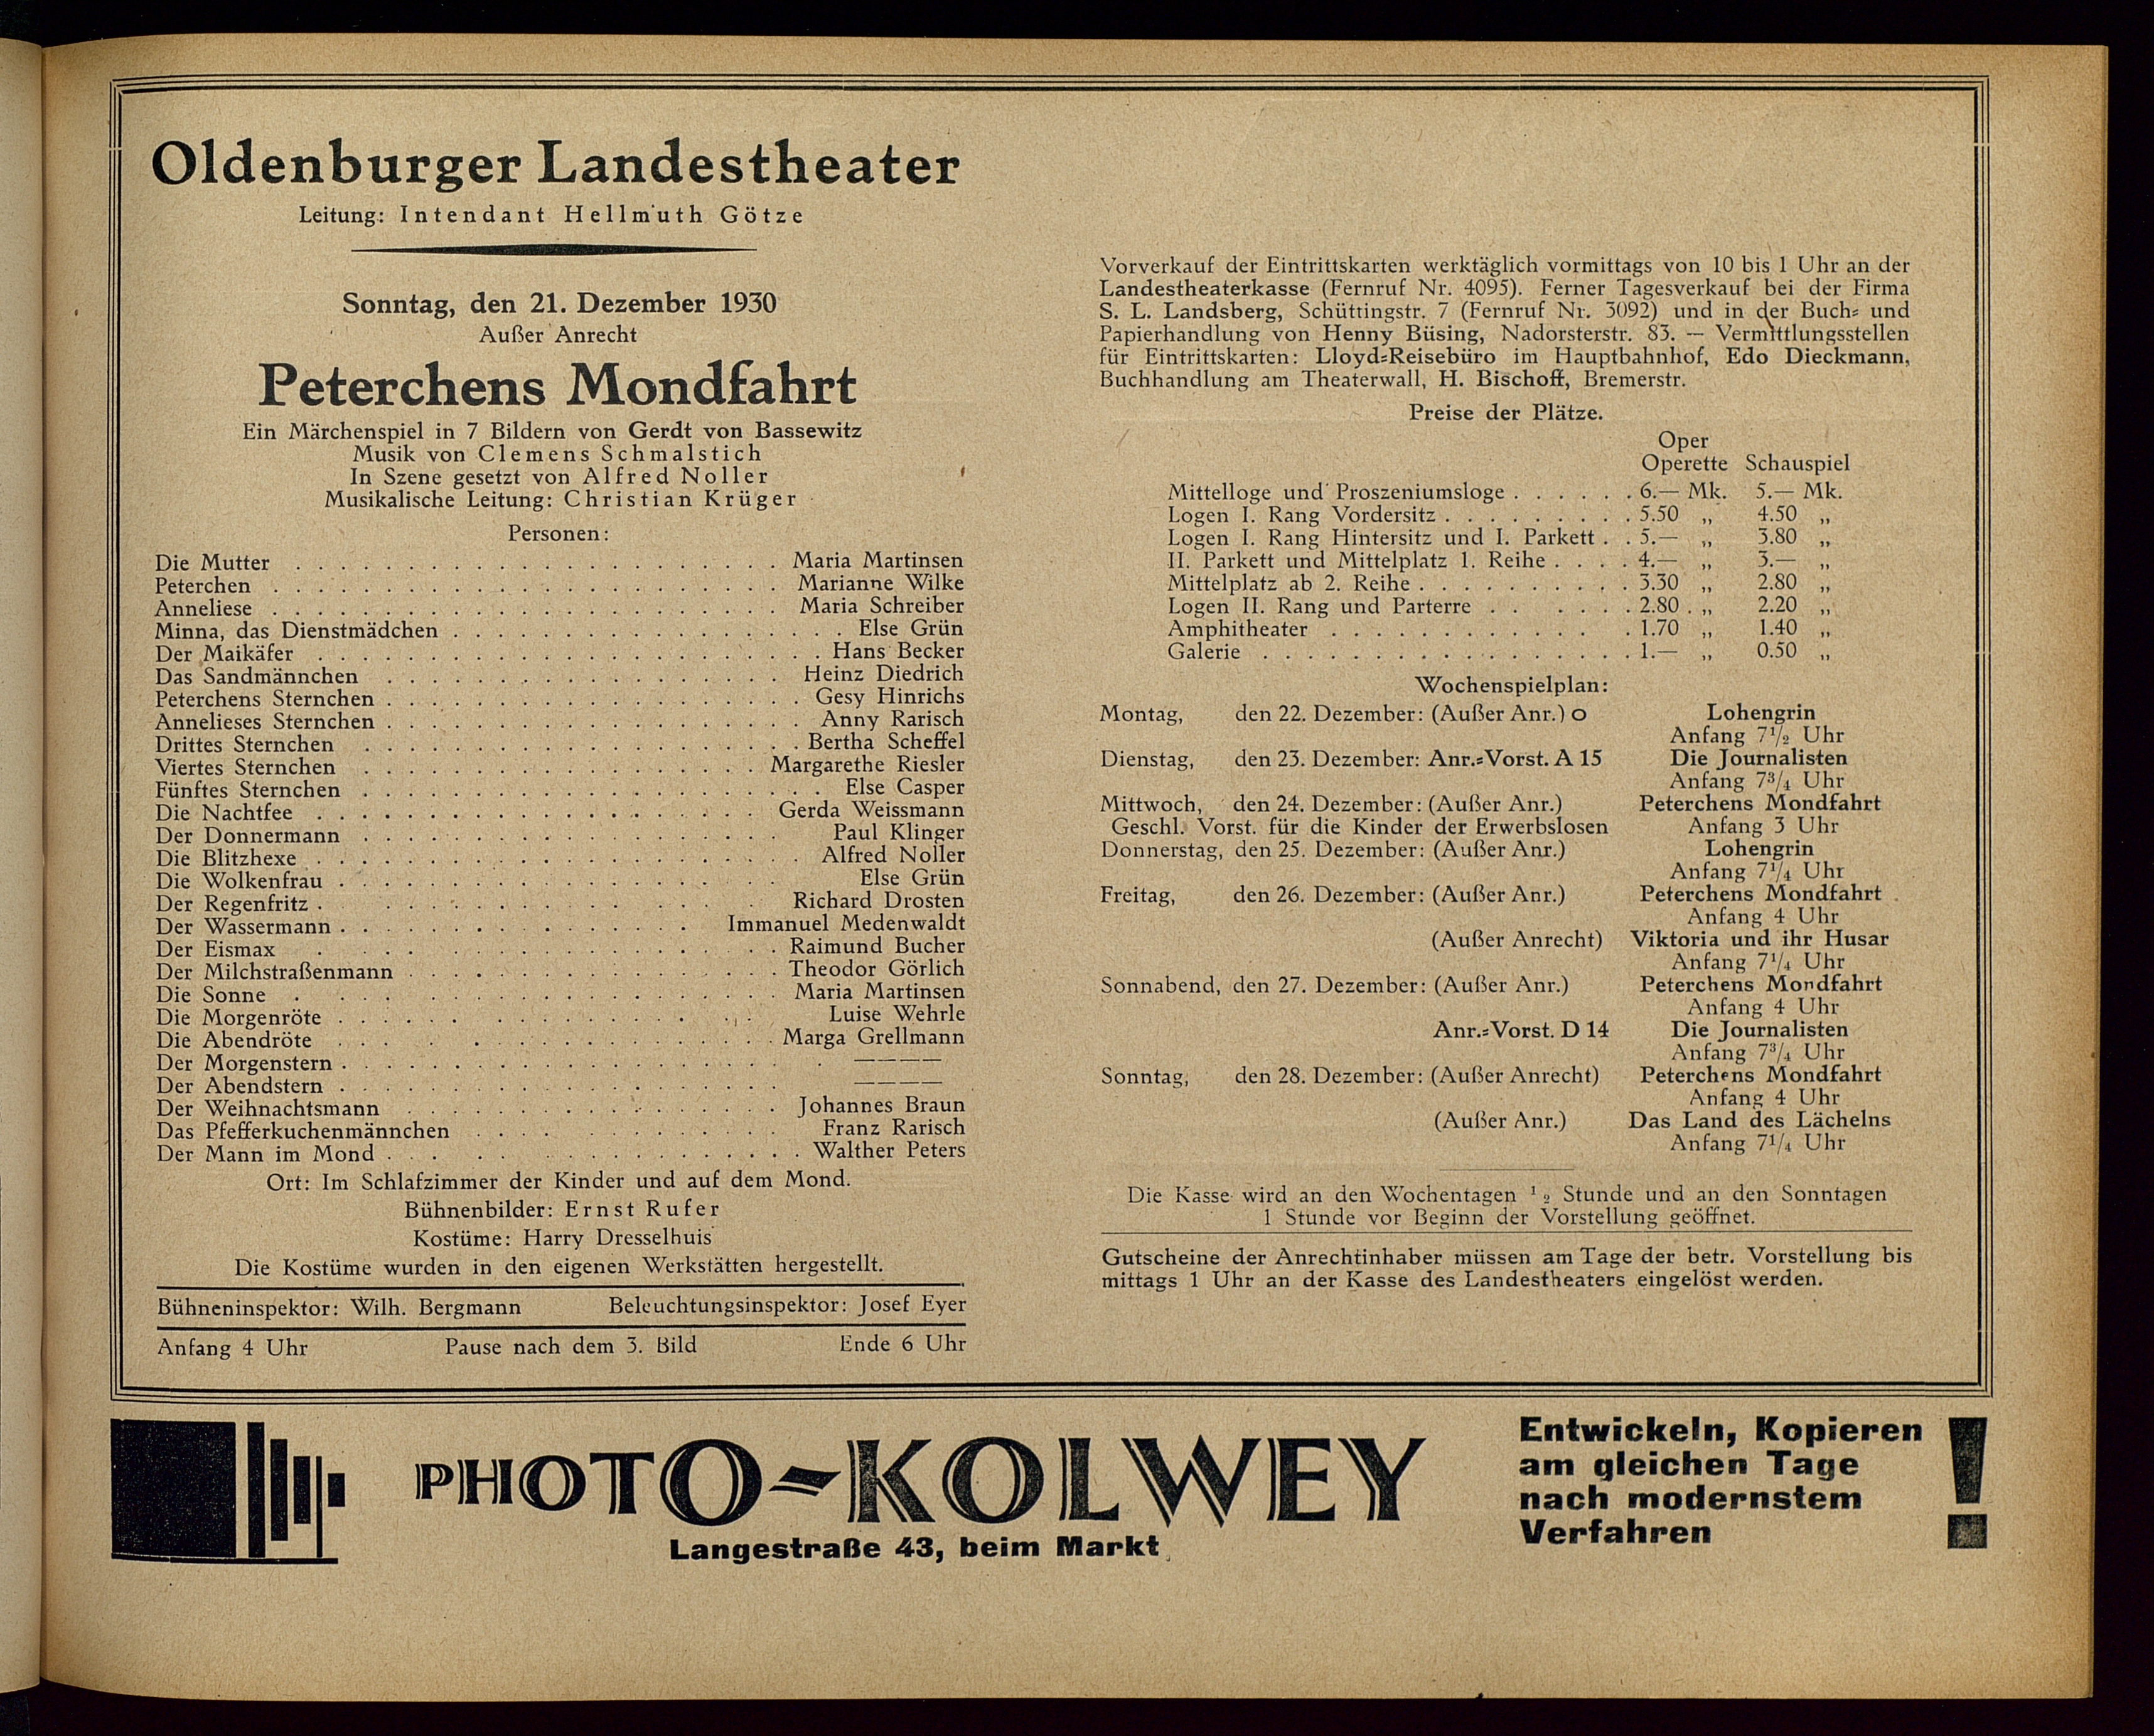 Oldenburger Landestheater
Leitung: Intendant Hellmuth Götze
Sonntag, den 21. Dezember 1930
Außer Anrecht
Peterchens Mondfahrt
Ein Märchenspiel in 7 Bildern von Gerdt von Bassewitz
Musik von Clemens Schmalstich
In Szene gesetzt von Alfred Noller
Musikalische Leitung: Christian Krüger
Personen:
Die Mutter . . . . . Maria Martinsen
Peterchen . . . . . Marianne Wilke
Anneliese . . . . . Maria Schreiber
Minna, das Dienstmädchen . . . . . Else Grün
Der Maikäfer . . . . . Hans Becker
Das Sandmännchen . . . . . Heinz Diedrich
Peterchens Sternchen . . . . . Gesy Hinrichs
Annelieses Sternchen . . . . . Anny Rarisch
Drittes Sternchen . . . . . Bertha Scheffel
Viertes Sternchen . . . . . Margarethe Riesler
Fünftes Sternchen . . . . . Else Casper
Die Nachtfee . . . . . Gerda Weissmann
Der Donnermann . . . . . Paul Klinger
Die Blitzhexe . . . . . Alfred Noller
Die Wolkenfrau . . . . . Else Grün
Der Regenfritz . . . . . Richard Drosten
Der Wassermann . . . . . Immanuel Medenwaldt
Der Eismax . . . . . Raimund Bucher
Der Milchstraßenmann . . . . . Theodor Görlich
Die Sonne . . . . . Maria Martinsen
Die Morgenröte . . . . . Luise Wehrle
Die Abendröte . . . . . Marga Grellmann
Der Morgenstern . . . . . — — — —
Der Abendstern . . . . . — — — —
Der Weihnachtsmann . . . . . Johannes Braun
Das Pfefferkuchenmännchen . . . . . Franz Rarisch
Der Mann im Mond . . . . . Walther Peters
Ort: Im Schlafzimmer der Kinder und auf dem Mond.
Bühnenbilder: Ernst Rufer
Kostüme: Harry Dresselhuis
Die Kostüme wurden in den eigenen Werkstätten hergestellt.
Bühneninspektor: Wilh. Bergmann Beleuchtungsinspektor: Josef Eyer
Anfang 4 Uhr Pause nach dem 3. Bild Ende 6 Uhr
Vorverkauf der Eintrittskarten werktäglich vormittags von 10 bis 1 Uhr an der
Landestheaterkasse (Fernruf Nr. 4095). Ferner Tagesverkauf bei der Firma
S. L. Landsberg, Schüttingstr. 7 (Fernruf Nr. 3092) und in der Buch- und
Papierhandlung von Henny Büsing, Nadorsterstr. 83. — Vermittlungsstellen
für Eintrittskarten: Lloyd-Reisebüro im Hauptbahnhof, Edo Dieckmann,
Buchhandlung am Theaterwall, H. Bischoff, Bremerstr.
Preise der Plätze.
Oper
Operette Schauspiel
Mittelloge und Proszeniumsloge . . . . . 6.— Mk. 5.— Mk.
Logen I. Rang Vordersitz . . . . . 5.50 „ 4.50 „
Logen I. Rang Hintersitz und I. Parkett . . 5.— „ 3.80 „
II. Parkett und Mittelplatz 1. Reihe . . . . 4.— „ 3.— „
Mittelplatz ab 2. Reihe . . . . . 3.30 „ 2.80 „
Logen II. Rang und Parterre . . . . . 2.80 „ 2.20 „
Amphitheater . . . . . 1.70 „ 1.40 „
Galerie . . . . . 1.— „ 0.50 „
Wochenspielplan:
Montag, den 22. Dezember: (Außer Anr.) o Lohengrin
Anfang 7½ Uhr
Dienstag, den 23. Dezember: Anr.-Vorst. A 15 Die Journalisten
Anfang 7¾ Uhr
Mittwoch, den 24. Dezember: (Außer Anr.) Peterchens Mondfahrt
Geschl. Vorst. für die Kinder der Erwerbslosen Anfang 3 Uhr
Donnerstag, den 25. Dezember: (Außer Anr.) Lohengrin
Anfang 7¼ Uhr
Freitag, den 26. Dezember: (Außer Anr.) Peterchens Mondfahrt
Anfang 4 Uhr
(Außer Anrecht) Viktoria und ihr Husar
Anfang 7¼ Uhr
Sonnabend, den 27. Dezember: (Außer Anr.) Peterchens Mondfahrt
Anfang 4 Uhr
Anr.-Vorst. D 14 Die Journalisten
Anfang 7¾ Uhr
Sonntag, den 28. Dezember: (Außer Anrecht) Peterchens Mondfahrt
Anfang 4 Uhr
(Außer Anr.) Das Land des Lächelns
Anfang 7¼ Uhr
Die Kasse wird an den Wochentagen ½ Stunde und an den Sonntagen
1 Stunde vor Beginn der Vorstellung geöffnet.
Gutscheine der Anrechtinhaber müssen am Tage der betr. Vorstellung bis
mittags 1 Uhr an der Kasse des Landestheaters eingelöst werden.
PHOTO-KOLWEY
Langestraße 43, beim Markt
Entwickeln, Kopieren
am gleichen Tage
nach modernstem
Verfahren !